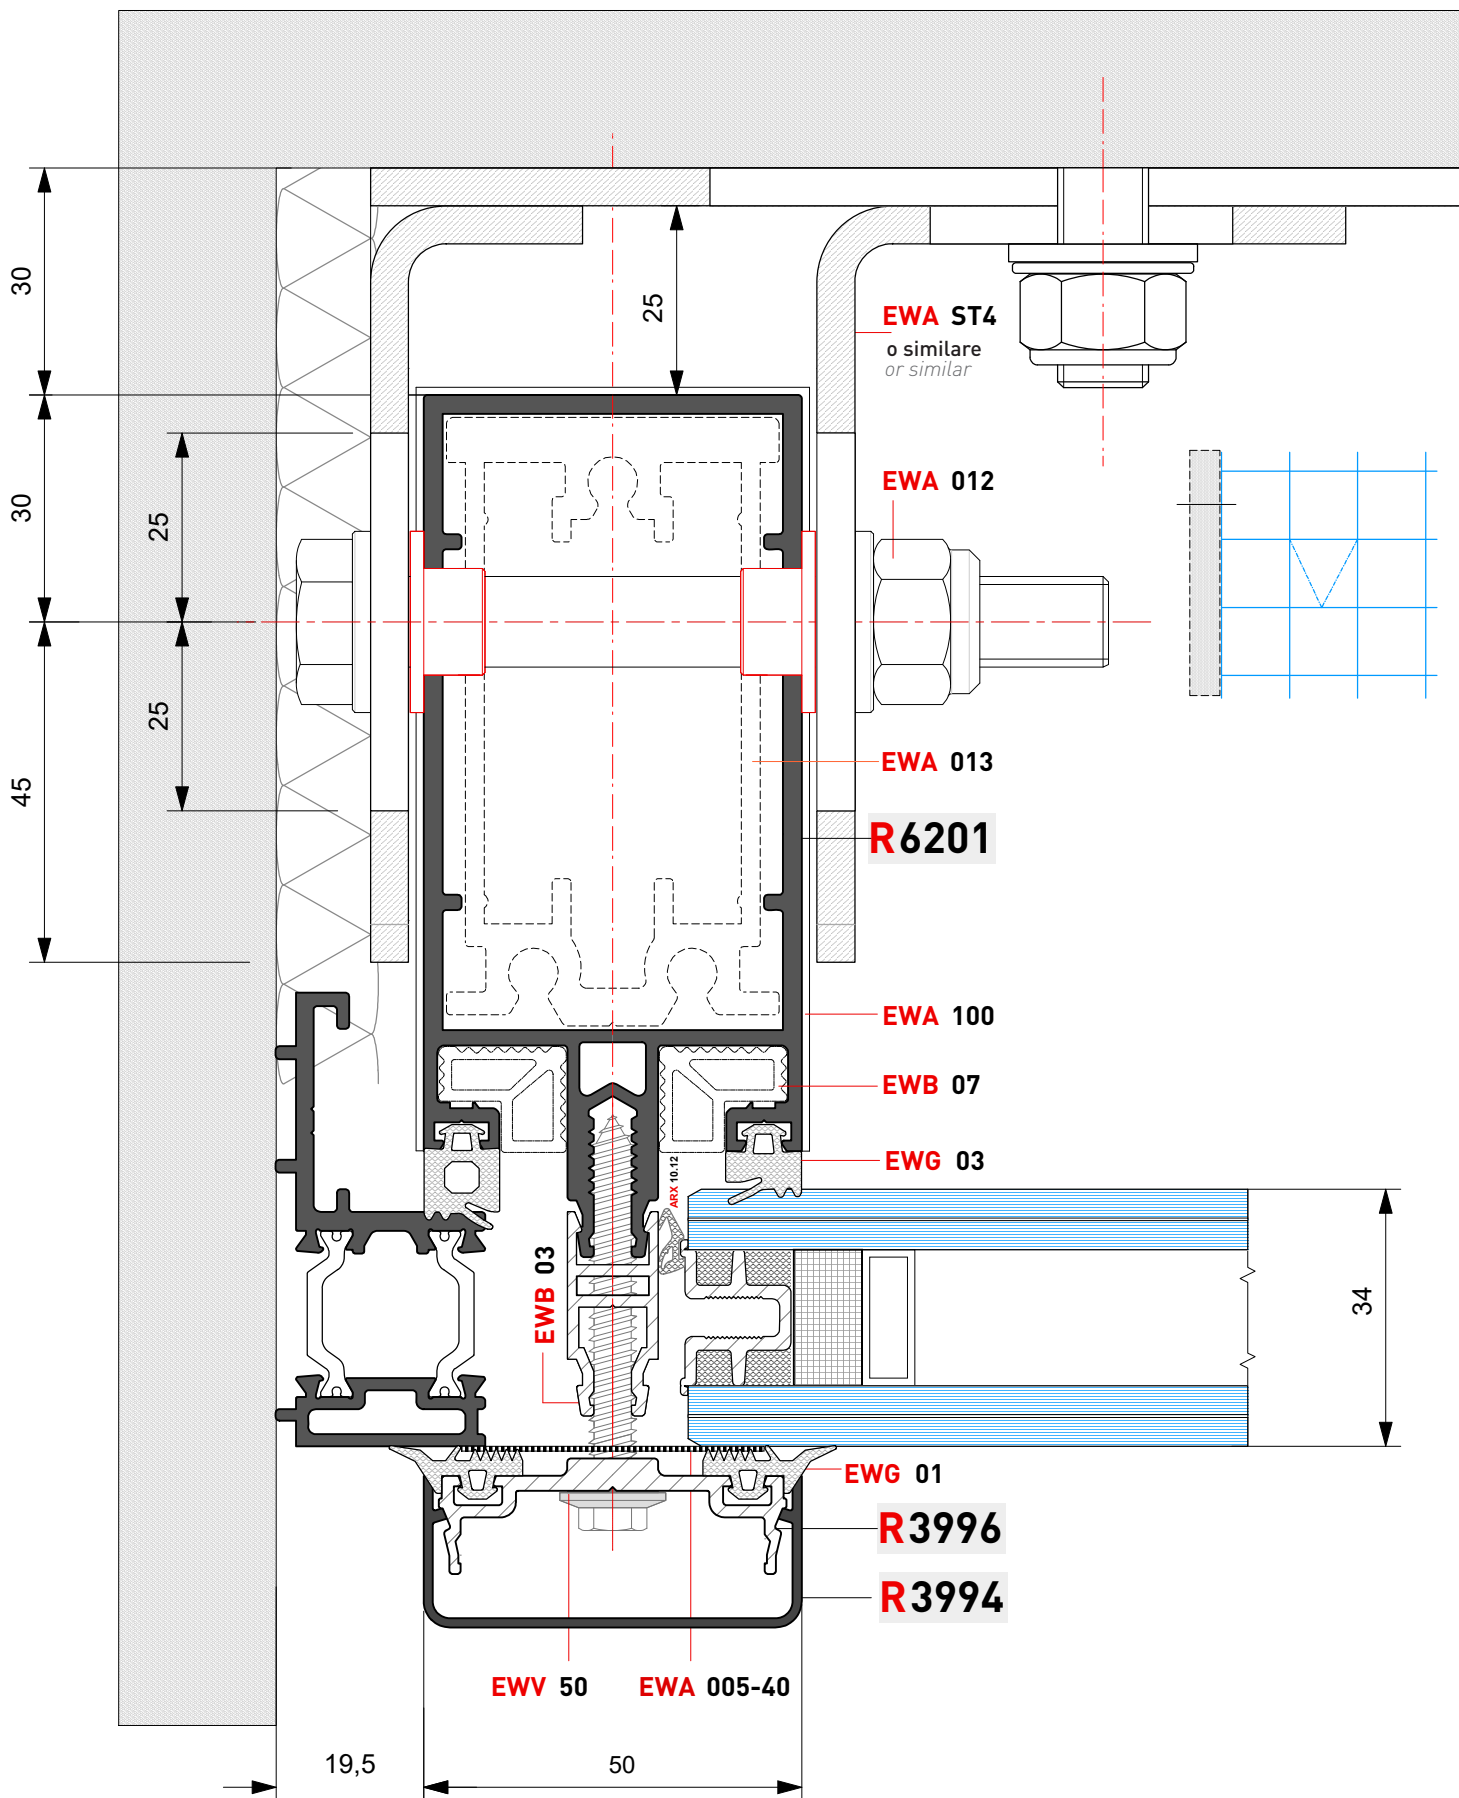 30
25
EWA ST4
o similare
or similar
30
25
EWA 012
25
45
EWA 013
R6201
EWA 100
EWB 07
EWG 03
ARX 10.12
EWB 03
34
EWG 01
R3996
R3994
EWV 50
EWA 005-40
19,5
50